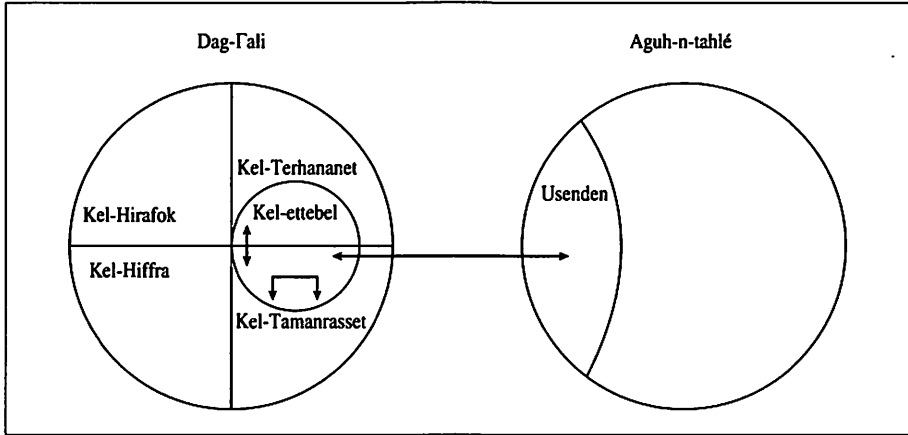 Dag-Γali
Aguh-n-tahlé
Kel-Terhananet
Usenden
Kel-ettebel
Kel-Hirafok
Kel-Hiffra
Kel-Tamanrasset